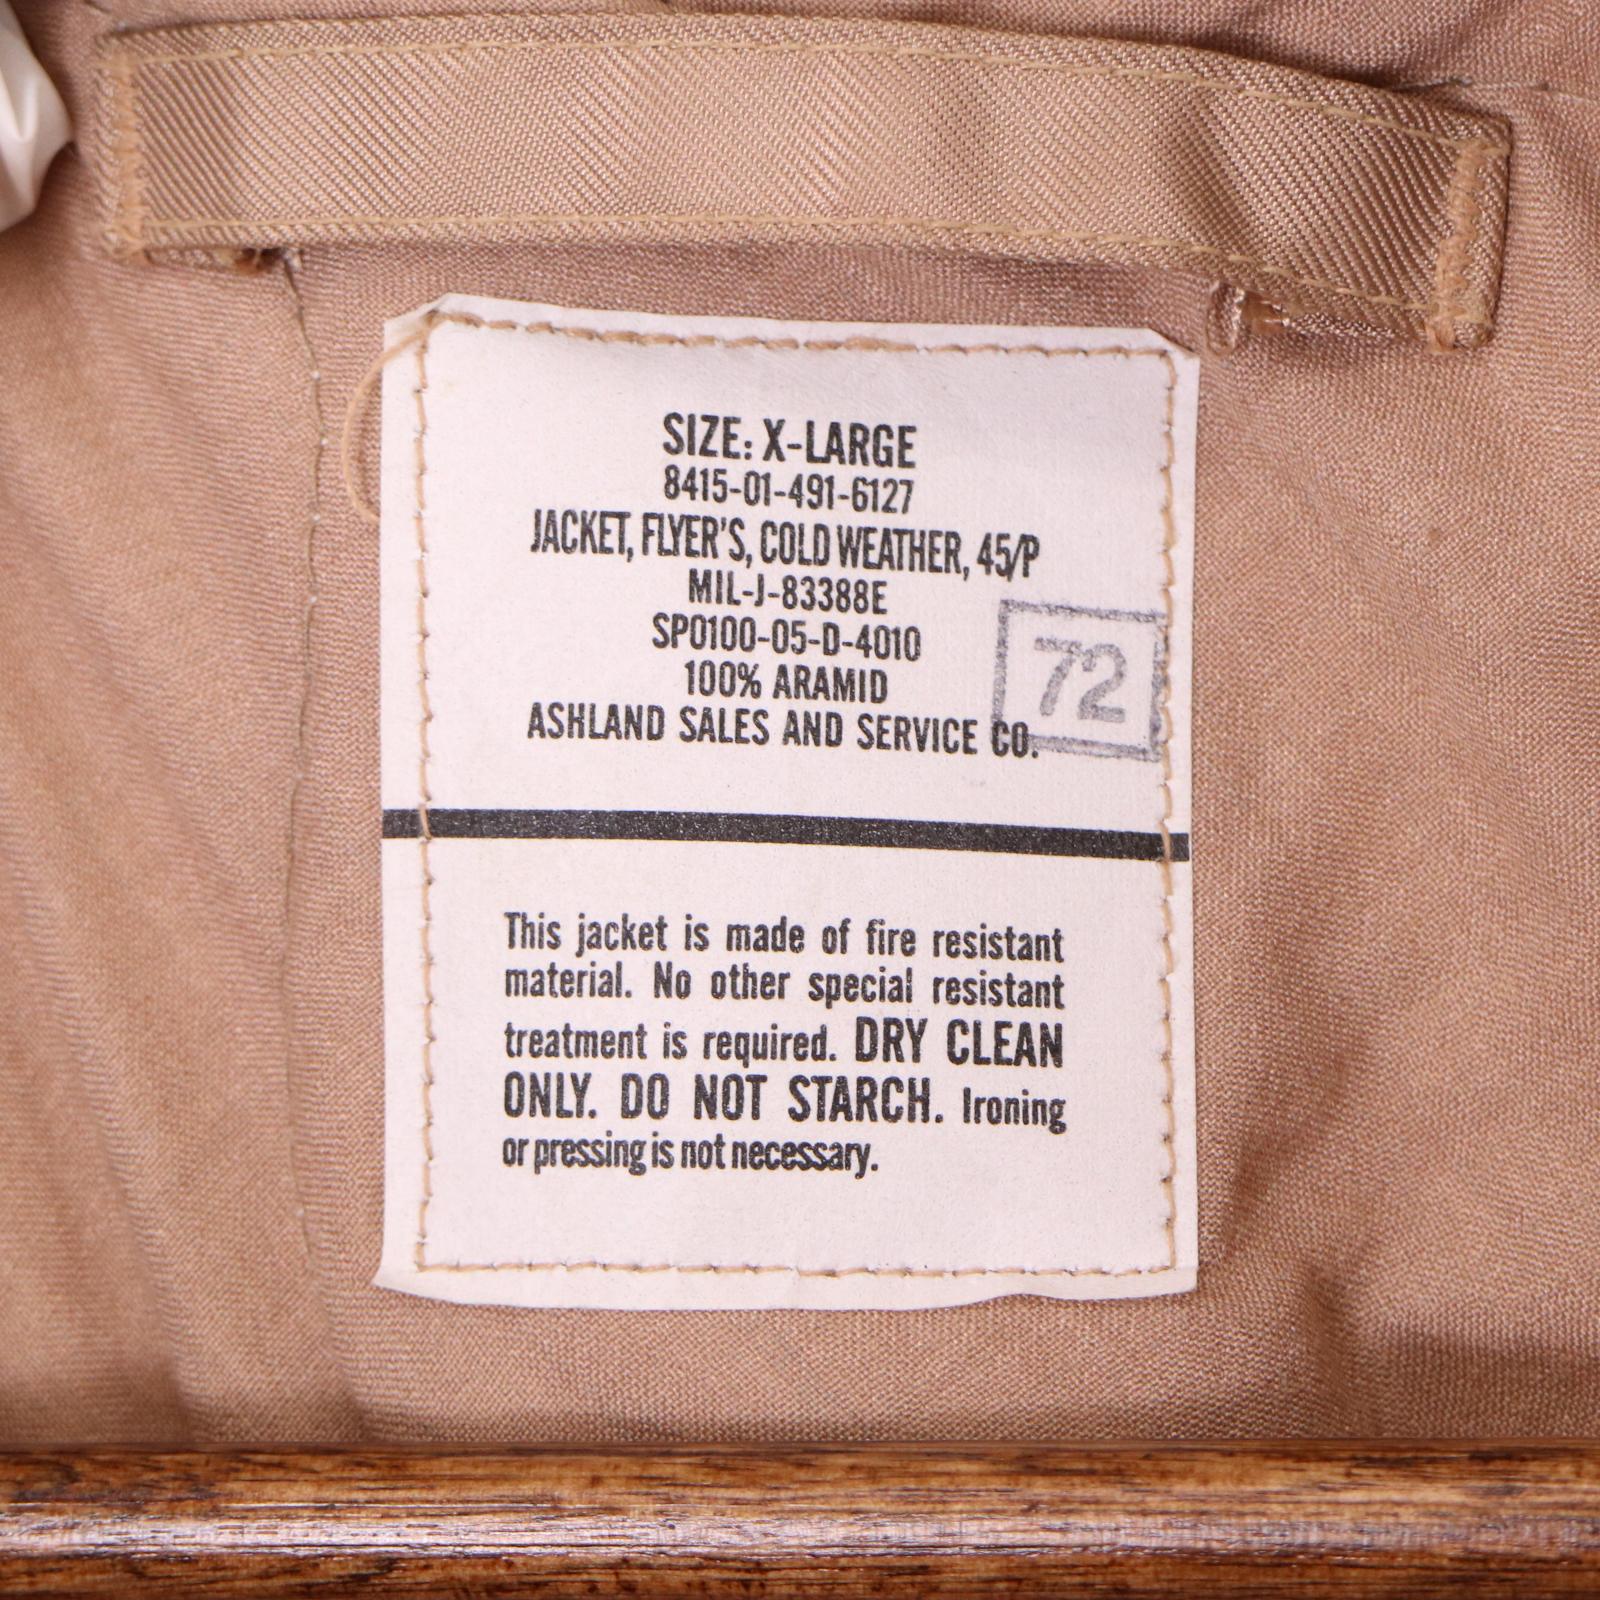 SIZE: X-LARGE
8415-01-491-6127
JACKET, FLYER'S, COLD WEATHER, 45/P
MIL-J-83388E
SPO100-05-D-4010
100% ARAMID
ASHLAND SALES AND SERVICE CO.
72
This jacket is made of fire resistant
material. No other special resistant
treatment is required. DRY CLEAN
ONLY. DO NOT STARCH. Ironing
or pressing is not necessary.